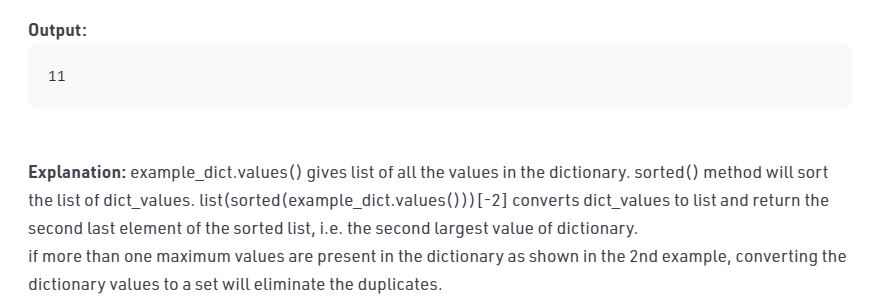 Output:
11
Explanation: example_dict.values() gives list of all the values in the dictionary. sorted() method will sort
the list of dict_values. list(sorted(example_dict.values()))[-2] converts dict_values to list and return the
second last element of the sorted list, i.e. the second largest value of dictionary.
if more than one maximum values are present in the dictionary as shown in the 2nd example, converting the
dictionary values to a set will eliminate the duplicates.